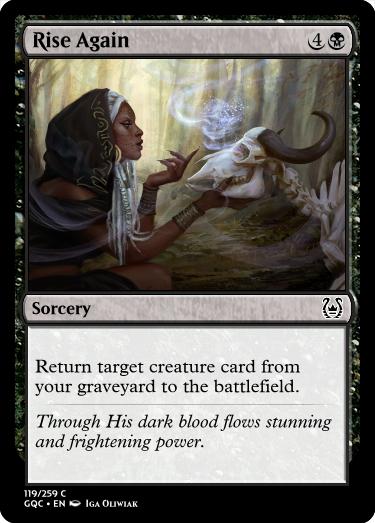 Rise Again 4
Sorcery
Return target creature card from
your graveyard to the battlefield.
Through His dark blood flows stunning
and frightening power.
119/259 C
GQC • EN Iga Oliwiak